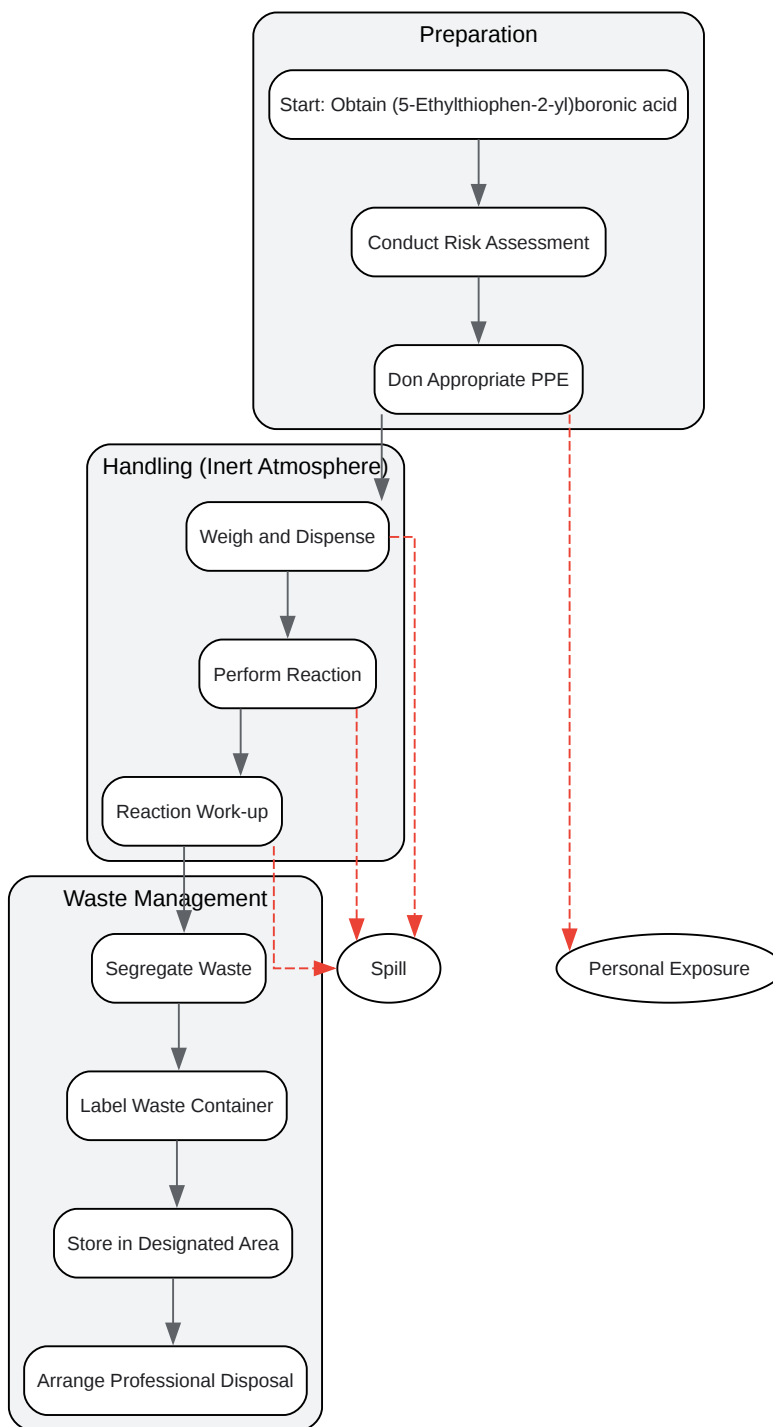 Preparation
Start: Obtain (5-Ethylthiophen-2-yl)boronic acid
Conduct Risk Assessment
Don Appropriate PPE
Handling (Inert Atmosphere)
Weigh and Dispense
Perform Reaction
Reaction Work-up
Waste Management
Segregate Waste
Spill
Personal Exposure
Label Waste Container
Store in Designated Area
Arrange Professional Disposal